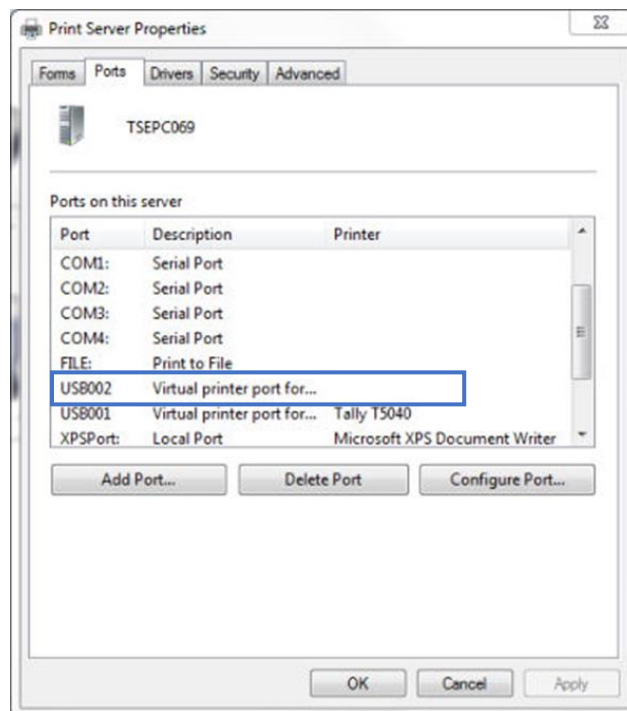 Print Server Properties
Forms Ports Drivers Security Advanced
TSEPC069
Ports on this server
Port Description Printer
COM1: Serial Port
COM2: Serial Port
COM3: Serial Port
COM4: Serial Port
FILE: Print to File
USB002 Virtual printer port for...
USB001 Virtual printer port for... Tally T5040
XPSPort: Local Port Microsoft XPS Document Writer
Add Port... Delete Port Configure Port...
OK Cancel Apply